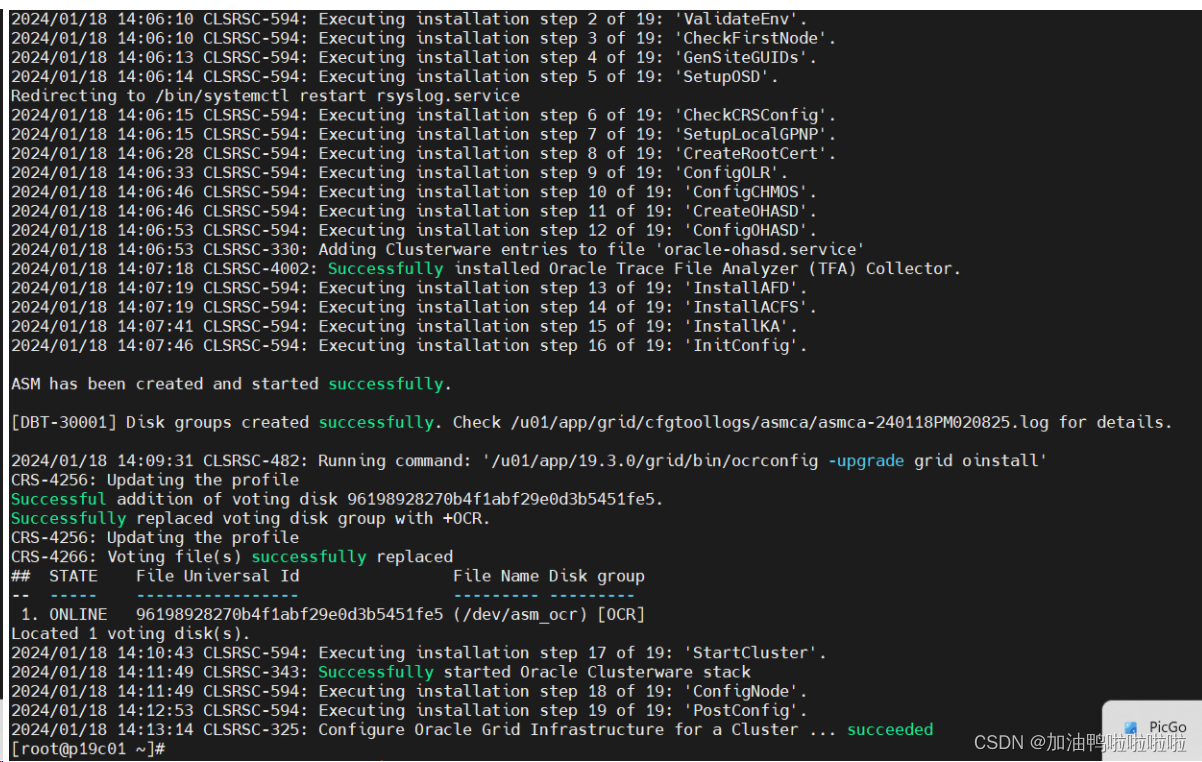 2024/01/18 14:06:10 CLSRSC-594: Executing installation step 2 of 19: 'ValidateEnv'.
2024/01/18 14:06:10 CLSRSC-594: Executing installation step 3 of 19: 'CheckFirstNode'.
2024/01/18 14:06:13 CLSRSC-594: Executing installation step 4 of 19: 'GenSiteGUIDs'.
2024/01/18 14:06:14 CLSRSC-594: Executing installation step 5 of 19: 'SetupOSD'.
Redirecting to /bin/systemctl restart rsyslog.service
2024/01/18 14:06:15 CLSRSC-594: Executing installation step 6 of 19: 'CheckCRSConfig'.
2024/01/18 14:06:15 CLSRSC-594: Executing installation step 7 of 19: 'SetupLocalGPNP'.
2024/01/18 14:06:28 CLSRSC-594: Executing installation step 8 of 19: 'CreateRootCert'.
2024/01/18 14:06:33 CLSRSC-594: Executing installation step 9 of 19: 'ConfigOLR'.
2024/01/18 14:06:46 CLSRSC-594: Executing installation step 10 of 19: 'ConfigCHMOS'.
2024/01/18 14:06:46 CLSRSC-594: Executing installation step 11 of 19: 'CreateOHASD'.
2024/01/18 14:06:53 CLSRSC-594: Executing installation step 12 of 19: 'ConfigOHASD'.
2024/01/18 14:06:53 CLSRSC-330: Adding Clusterware entries to file 'oracle-ohasd.service'
2024/01/18 14:07:18 CLSRSC-4002: Successfully installed Oracle Trace File Analyzer (TFA) Collector.
2024/01/18 14:07:19 CLSRSC-594: Executing installation step 13 of 19: 'InstallAFD'.
2024/01/18 14:07:19 CLSRSC-594: Executing installation step 14 of 19: 'InstallACFS'.
2024/01/18 14:07:41 CLSRSC-594: Executing installation step 15 of 19: 'InstallKA'.
2024/01/18 14:07:46 CLSRSC-594: Executing installation step 16 of 19: 'InitConfig'.
ASM has been created and started successfully.
[DBT-30001] Disk groups created successfully. Check /u01/app/grid/cfgtoollogs/asmca/asmca-240118PM020825.log for details.
2024/01/18 14:09:31 CLSRSC-482: Running command: '/u01/app/19.3.0/grid/bin/ocrconfig -upgrade grid oinstall'
CRS-4256: Updating the profile
Successful addition of voting disk 96198928270b4f1abf29e0d3b5451fe5.
Successfully replaced voting disk group with +OCR.
CRS-4256: Updating the profile
CRS-4266: Voting file(s) successfully replaced
## STATE File Universal Id File Name Disk group
-- ----- ----------------- --------- ---------
1. ONLINE 96198928270b4f1abf29e0d3b5451fe5 (/dev/asm_ocr) [OCR]
Located 1 voting disk(s).
2024/01/18 14:10:43 CLSRSC-594: Executing installation step 17 of 19: 'StartCluster'.
2024/01/18 14:11:49 CLSRSC-343: Successfully started Oracle Clusterware stack
2024/01/18 14:11:49 CLSRSC-594: Executing installation step 18 of 19: 'ConfigNode'.
2024/01/18 14:12:53 CLSRSC-594: Executing installation step 19 of 19: 'PostConfig'.
2024/01/18 14:13:14 CLSRSC-325: Configure Oracle Grid Infrastructure for a Cluster ... succeeded
[root@p19c01 ~]#
PicGo
CSDN @加油鸭啦啦啦啦